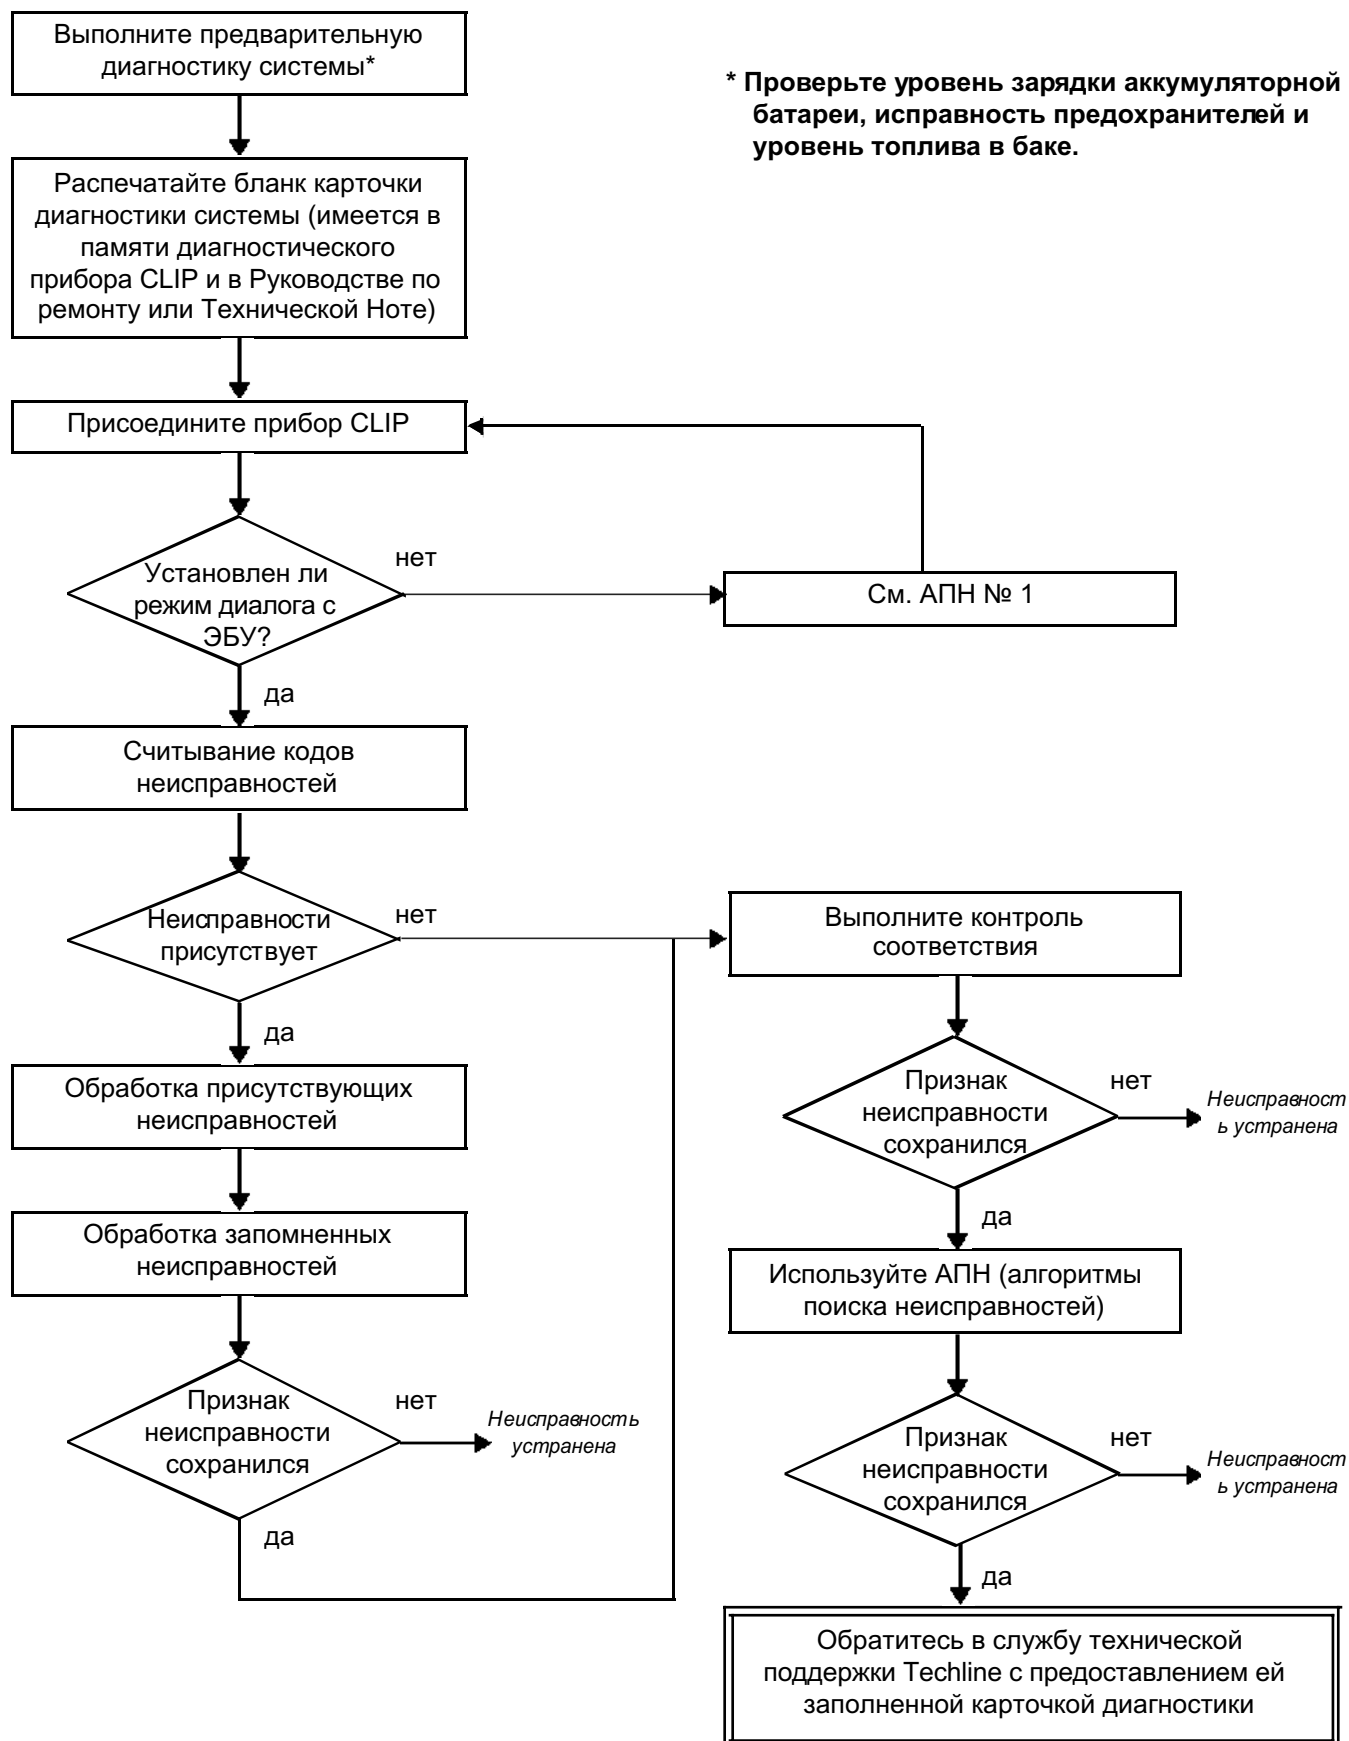 Выполните предварительную
диагностику системы*
* Проверьте уровень зарядки аккумуляторной
батареи, исправность предохранителей и
уровень топлива в баке.
Распечатайте бланк карточки
диагностики системы (имеется в
памяти диагностического
прибора CLIP и в Руководстве по
ремонту или Технической Ноте)
Присоедините прибор CLIP
Установлен ли
режим диалога с
ЭБУ?
нет
См. АПН № 1
да
Считывание кодов
неисправностей
Неисправности
присутствует
нет
да
Обработка присутствующих
неисправностей
Обработка запомненных
неисправностей
Признак
неисправности
сохранился
нет
Неисправность
устранена
да
Выполните контроль
соответствия
Признак
неисправности
сохранился
нет
Неисправност
ь устранена
да
Используйте АПН (алгоритмы
поиска неисправностей)
Признак
неисправности
сохранился
нет
Неисправност
ь устранена
да
Обратитесь в службу технической
поддержки Techline с предоставлением ей
заполненной карточкой диагностики